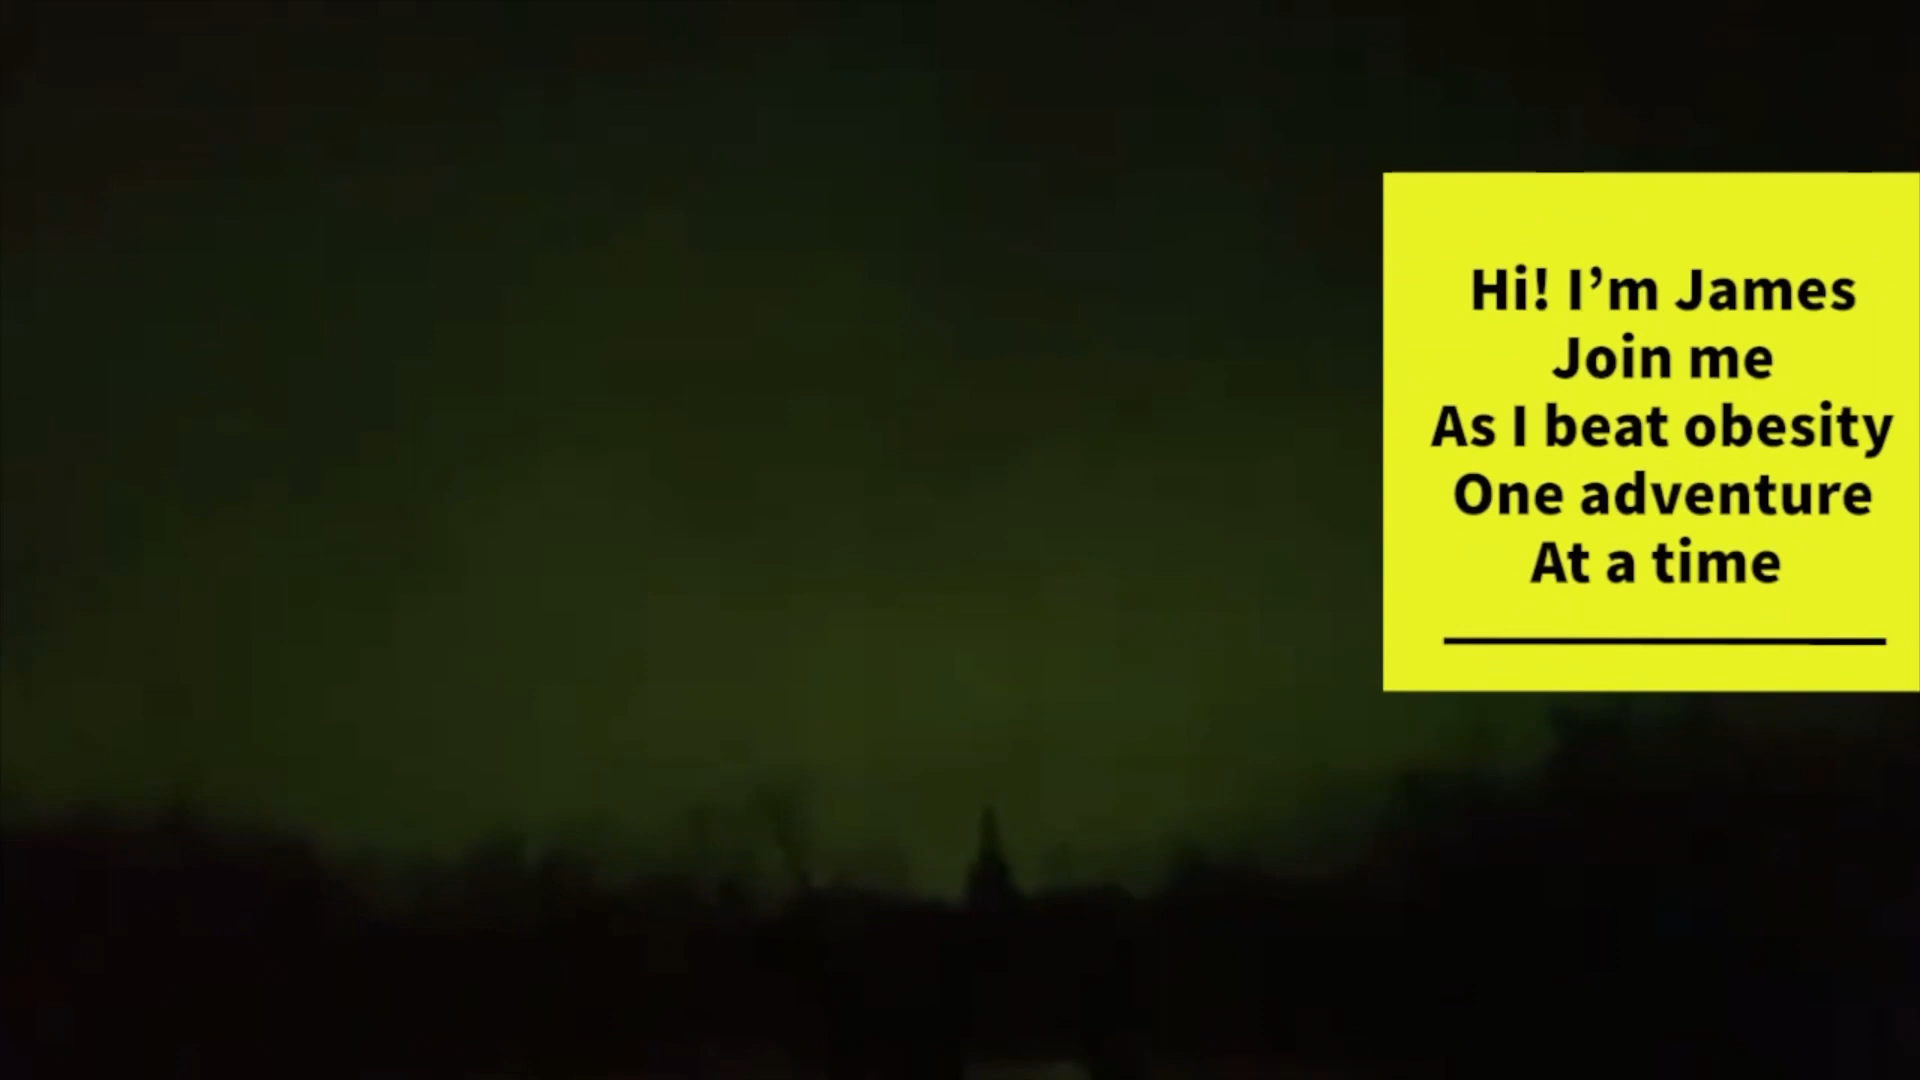 Hi! I’m James
Join me
As I beat obesity
One adventure
At a time